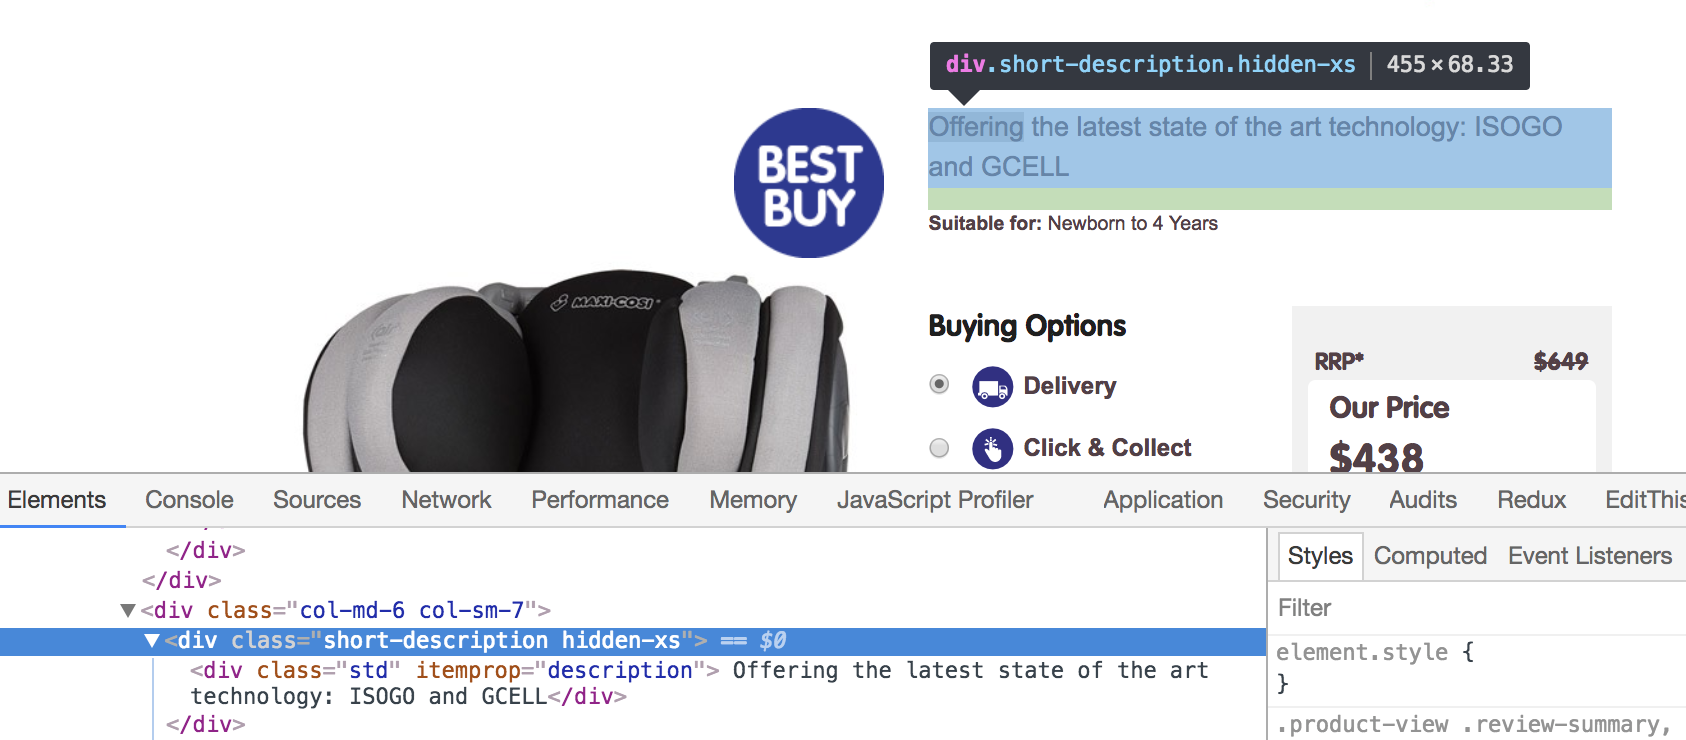 div.short-description.hidden-xs | 455 × 68.33
Offering the latest state of the art technology: ISOGO
and GCELL
BEST
BUY
Suitable for: Newborn to 4 Years
MAXI-COSI
Buying Options
Delivery
Click & Collect
RRP* $649
Our Price
$438
Elements Console Sources Network Performance Memory JavaScript Profiler Application Security Audits Redux EditThis
</div>
</div>
▼<div class="col-md-6 col-sm-7">
▼<div class="short-description hidden-xs"> == $0
<div class="std" itemprop="description"> Offering the latest state of the art
technology: ISOGO and GCELL</div>
</div>
Styles Computed Event Listeners
Filter
element.style {
}
.product-view .review-summary,